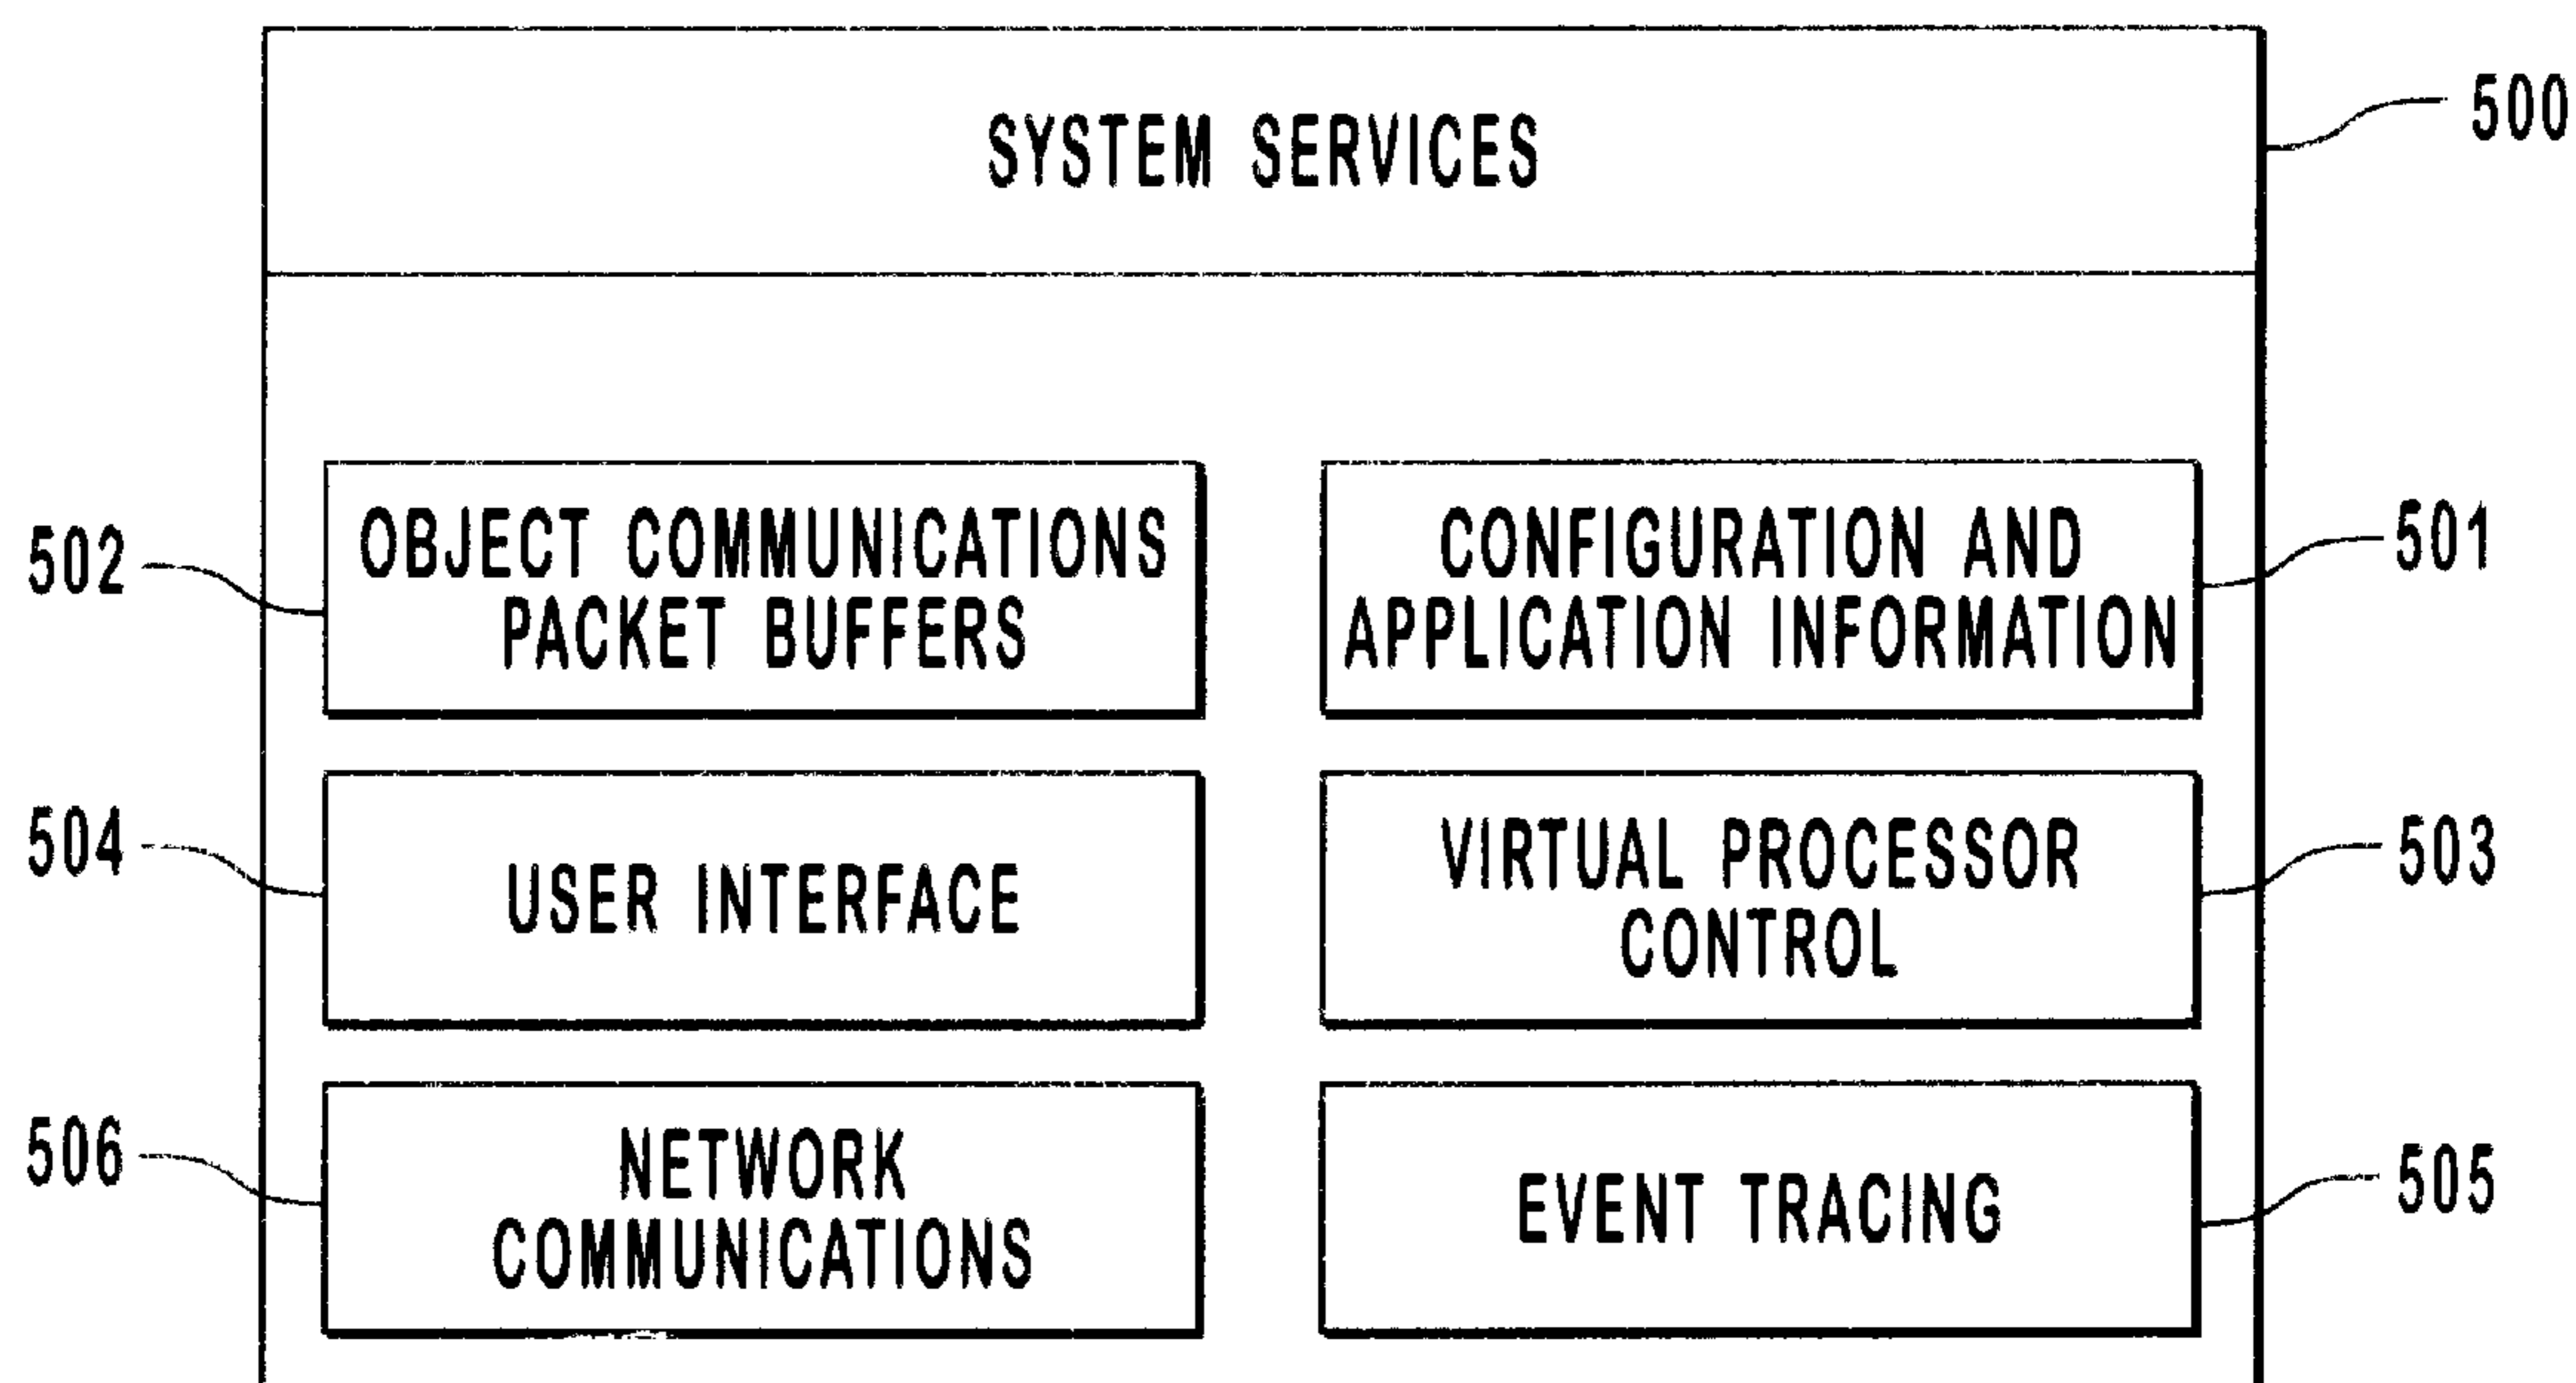 SYSTEM SERVICES
500
502
OBJECT COMMUNICATIONS
PACKET BUFFERS
CONFIGURATION AND
APPLICATION INFORMATION
501
504
USER INTERFACE
VIRTUAL PROCESSOR
CONTROL
503
506
NETWORK
COMMUNICATIONS
EVENT TRACING
505